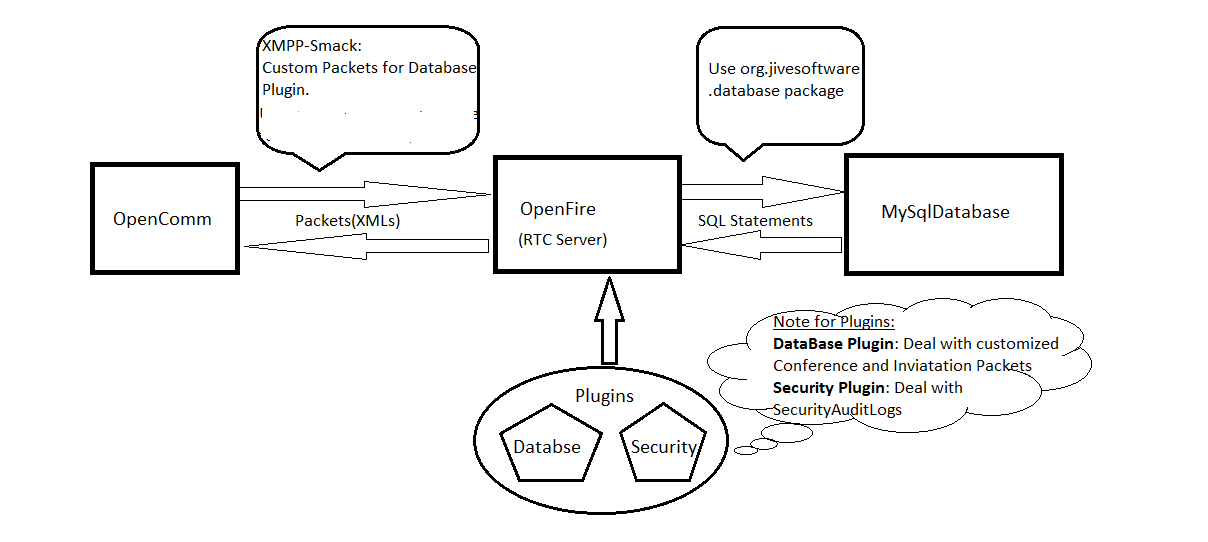 XMPP-Smack:
Custom Packets for Database
Plugin.
Use org.jivesoftware
.database package
OpenComm
Packets(XMLs)
OpenFire
(RTC Server)
SQL Statements
MySqlDatabase
Note for Plugins:
DataBase Plugin: Deal with customized
Conference and Inviatation Packets
Security Plugin: Deal with
SecurityAuditLogs
Plugins
Databse
Security